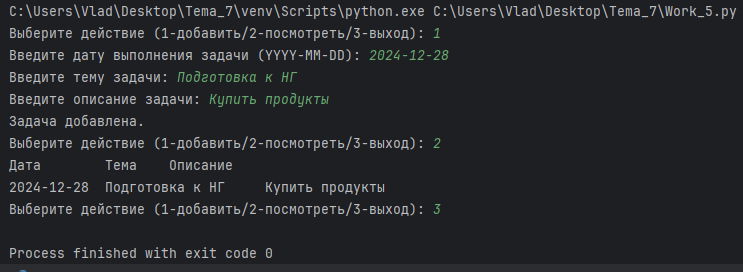 C:\Users\Vlad\Desktop\Tema_7\venv\Scripts\python.exe C:\Users\Vlad\Desktop\Tema_7\Work_5.py
Выберите действие (1-добавить/2-посмотреть/3-выход): 1
Введите дату выполнения задачи (YYYY-MM-DD): 2024-12-28
Введите тему задачи: Подготовка к НГ
Введите описание задачи: Купить продукты
Задача добавлена.
Выберите действие (1-добавить/2-посмотреть/3-выход): 2
Дата        Тема    Описание
2024-12-28  Подготовка к НГ     Купить продукты
Выберите действие (1-добавить/2-посмотреть/3-выход): 3
Process finished with exit code 0